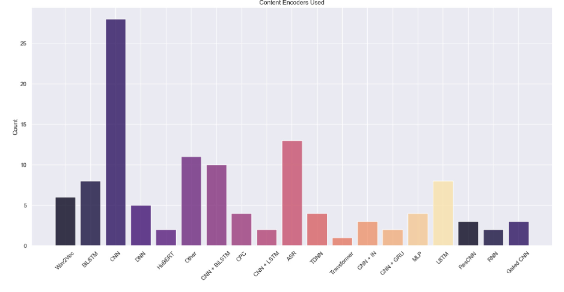 Content Encoders Used
Count
25
20
15
10
5
0
Wav2Vec
BiLSTM
CNN
DNN
HuBERT
Other
CNN + BiLSTM
CPC
CNN + LSTM
ASR
TDNN
Transformer
CNN + IN
CNN + GRU
MLP
LSTM
RNN
Gated CNN